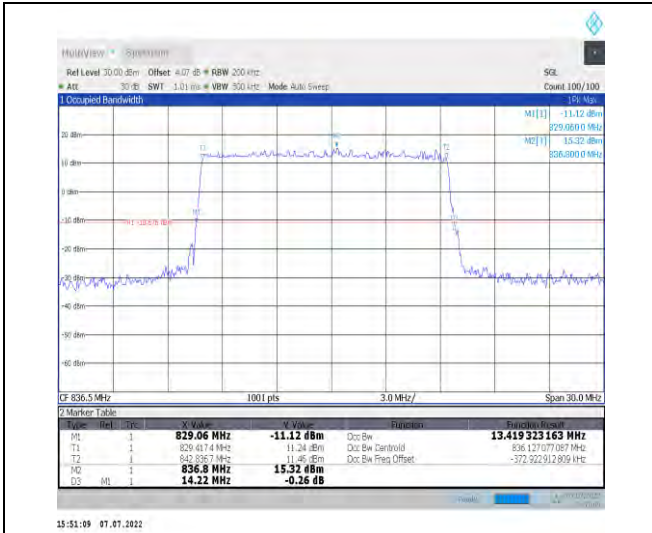 MultiView Spectrum
Ref Level 30.00 dBm Offset 4.07 dB RBW 200 kHz SGL
Att 30 dB SWT 1.01 ms VBW 500 kHz Mode Auto Sweep Count 100/100
1 Occupied Bandwidth 1Pk Max
M1[1] -11.12 dBm
829.0600 MHz
M2[1] 15.32 dBm
836.8000 MHz
20 dBm
10 dBm
0 dBm
-10 dBm
-20 dBm
-30 dBm
-40 dBm
-50 dBm
-60 dBm
T1
T2
CF 836.5 MHz 1001 pts 3.0 MHz/ Span 30.0 MHz
2 Marker Table
Type Ref Trc X Value Y Value Function Function Result
M1 1 829.06 MHz -11.12 dBm Occ Bw 13.419323163 MHz
T1 1 829.4174 MHz 11.24 dBm Occ Bw Centroid 836.127077087 MHz
T2 1 842.8367 MHz 11.46 dBm Occ Bw Freq Offset -372.922912809 kHz
M2 1 836.8 MHz 15.32 dBm
D3 M1 1 14.22 MHz -0.26 dB
15:51:09 07.07.2022